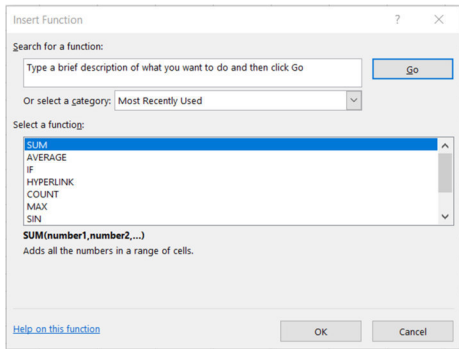 Insert Function ? ×
Search for a function:
Type a brief description of what you want to do and then click Go
Go
Or select a category: Most Recently Used
Select a function:
SUM
AVERAGE
IF
HYPERLINK
COUNT
MAX
SIN
SUM(number1,number2,...)
Adds all the numbers in a range of cells.
Help on this function
OK Cancel